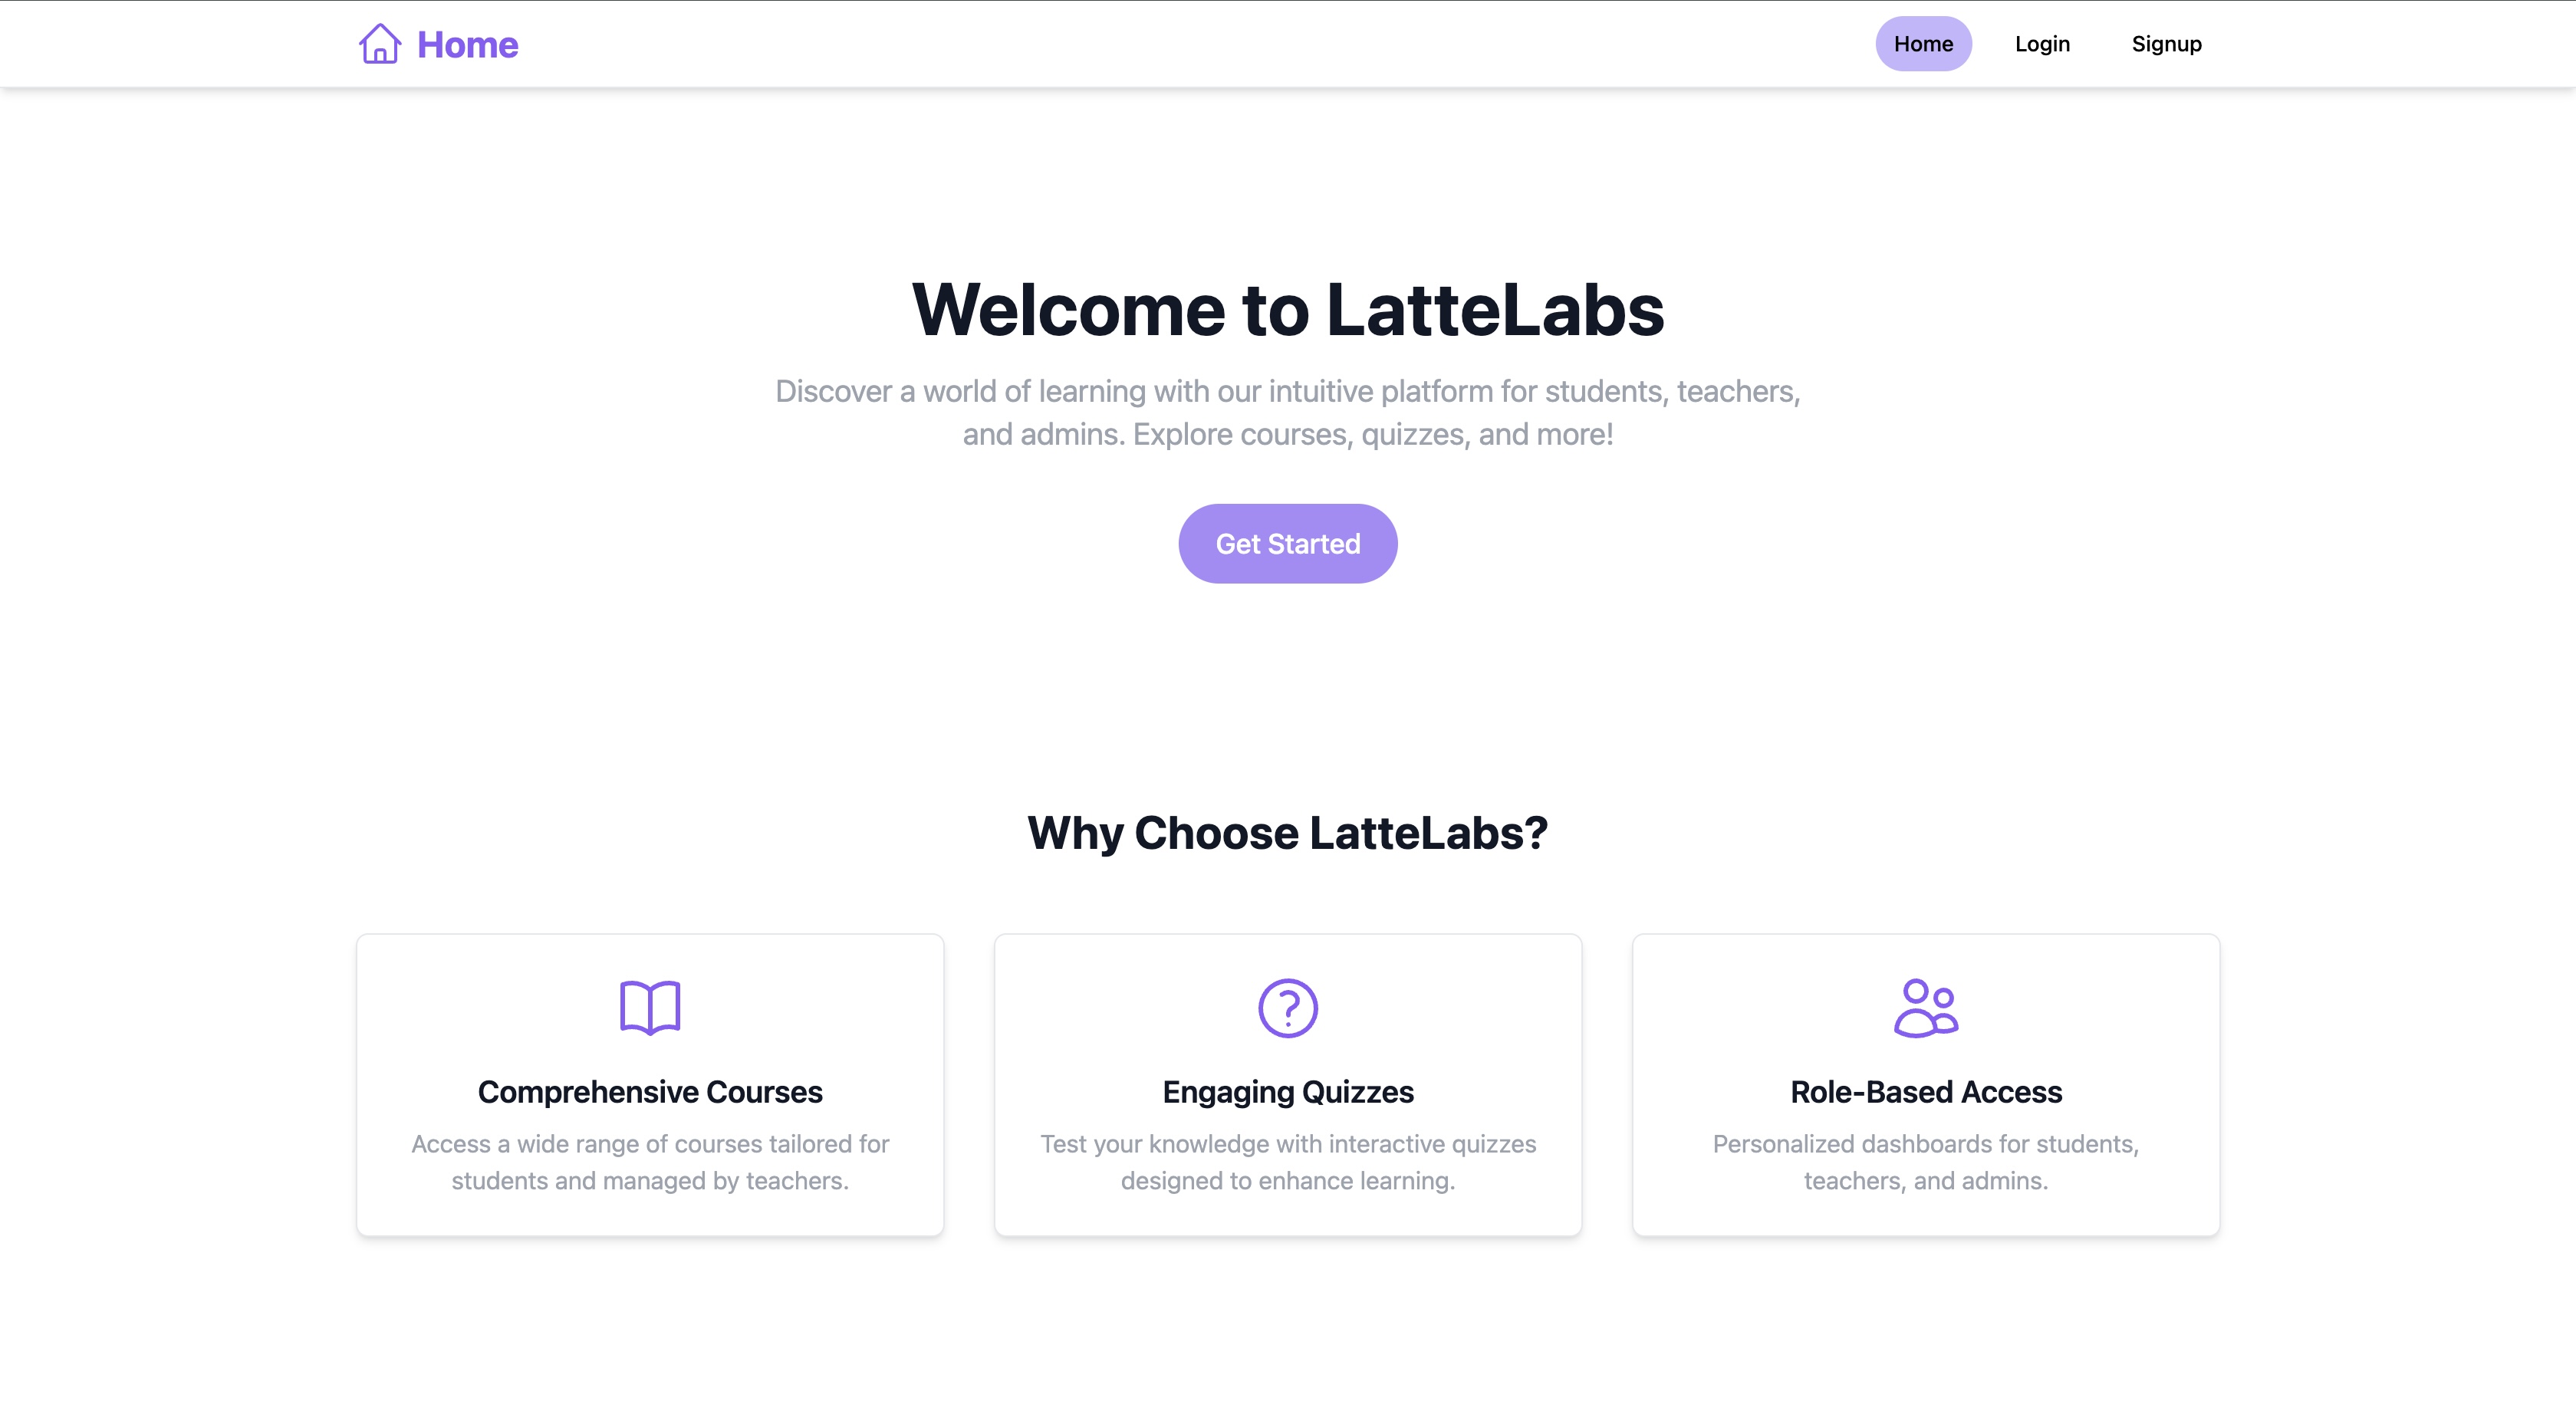 Home
Home Login Signup
Welcome to LatteLabs
Discover a world of learning with our intuitive platform for students, teachers,
and admins. Explore courses, quizzes, and more!
Get Started
Why Choose LatteLabs?
Comprehensive Courses
Access a wide range of courses tailored for
students and managed by teachers.
Engaging Quizzes
Test your knowledge with interactive quizzes
designed to enhance learning.
Role-Based Access
Personalized dashboards for students,
teachers, and admins.